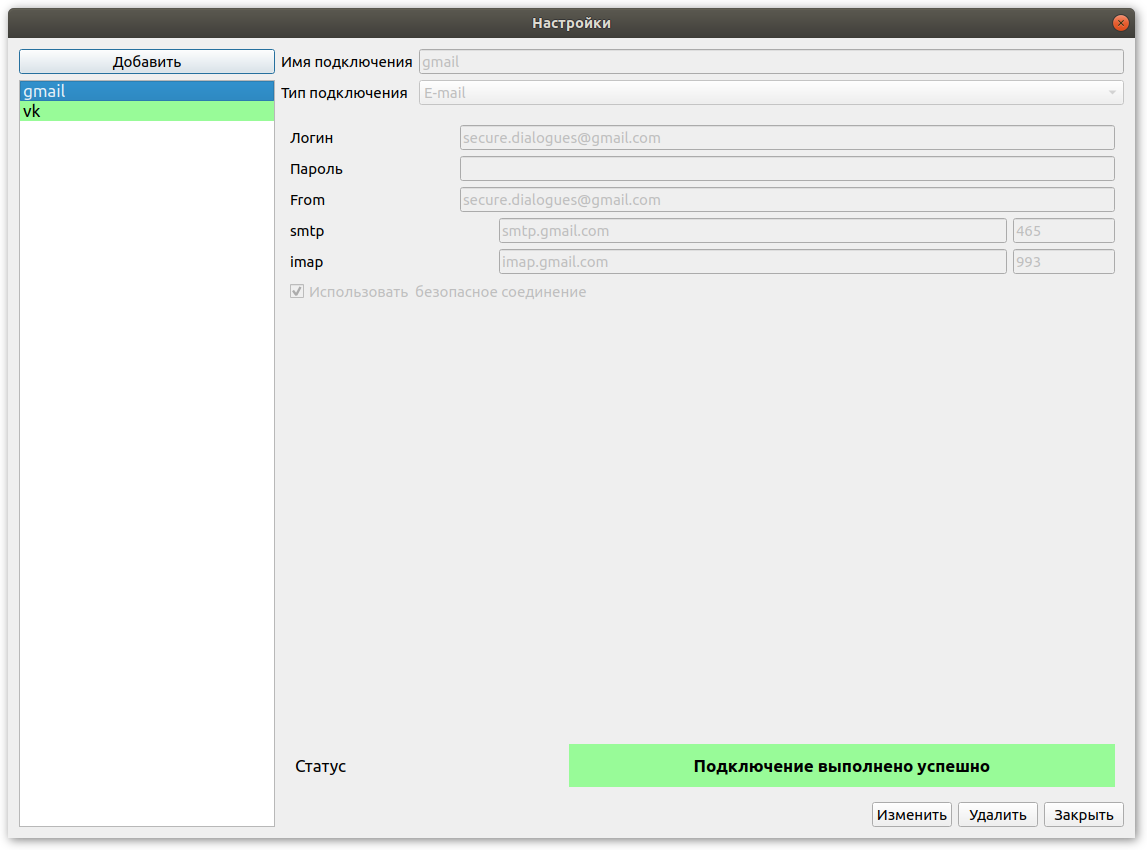 Настройки
Добавить
gmail
vk
Имя подключения gmail
Тип подключения E-mail
Логин secure.dialogues@gmail.com
Пароль
From secure.dialogues@gmail.com
smtp smtp.gmail.com 465
imap imap.gmail.com 993
Использовать безопасное соединение
Статус Подключение выполнено успешно
Изменить Удалить Закрыть